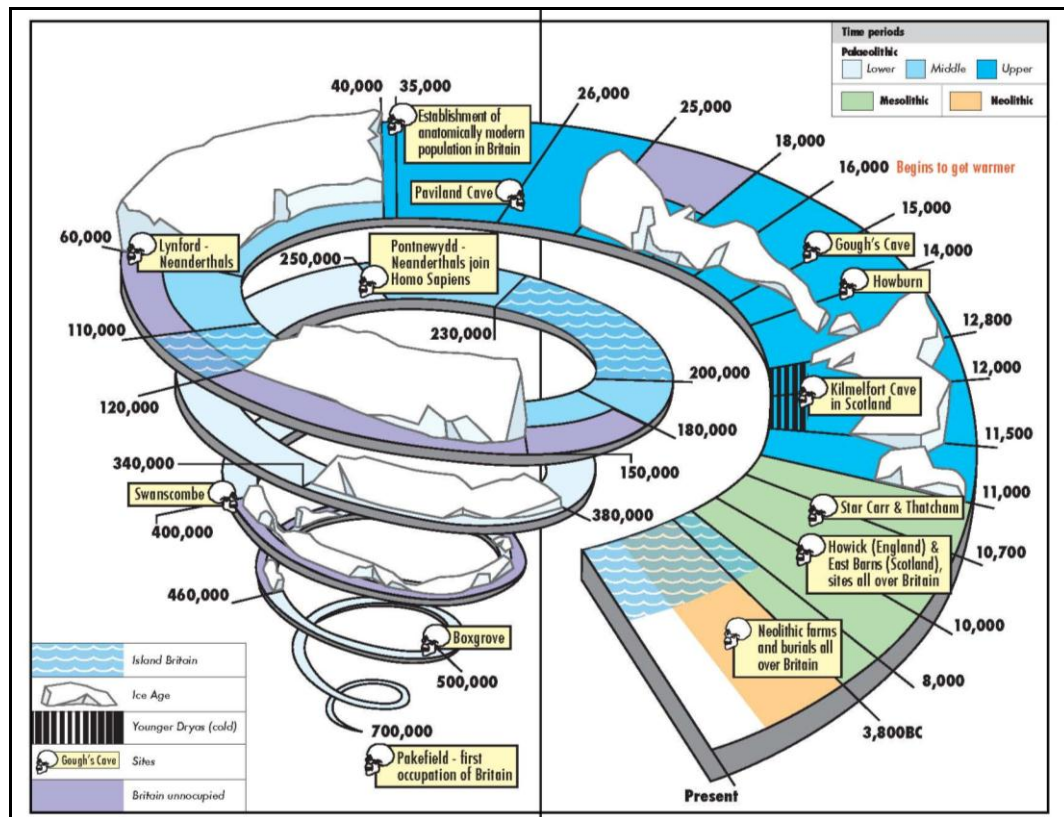 Time periods
Palaeolithic
Lower Middle Upper
Mesolithic Neolithic
40,000
35,000
Establishment of
anatomically modern
population in Britain
26,000
25,000
18,000
16,000 Begins to get warmer
Paviland Cave
15,000
Gough's Cave
14,000
Howburn
60,000
Lynford -
Neanderthals
250,000
Pontnewydd -
Neanderthals join
Homo Sapiens
230,000
110,000
120,000
200,000
180,000
150,000
12,800
12,000
Kilmelfort Cave
in Scotland
11,500
11,000
340,000
380,000
Swanscombe
400,000
Star Carr & Thatcham
10,700
Howick (England) &
East Barns (Scotland),
sites all over Britain
10,000
460,000
Boxgrove
500,000
Neolithic farms
and burials all
over Britain
8,000
3,800BC
700,000
Pakefield - first
occupation of Britain
Present
Island Britain
Ice Age
Younger Dryas (cold)
Gough's Cave
Sites
Britain unnocupied